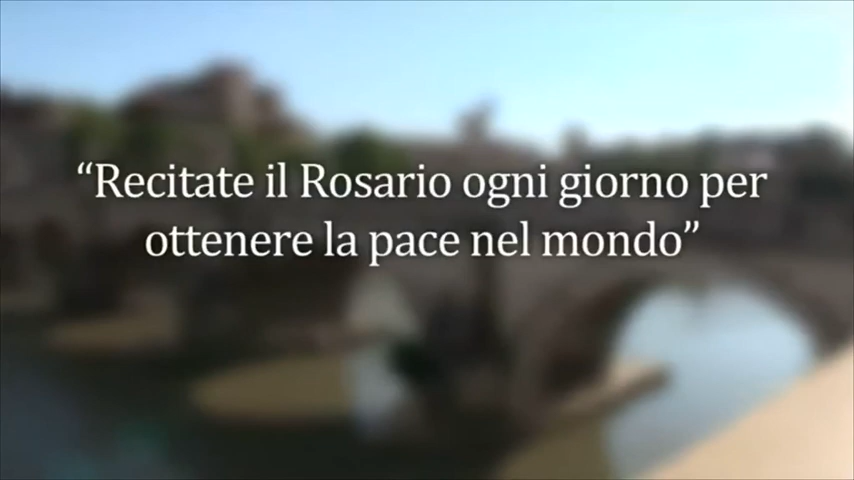 “Recitate il Rosario ogni giorno per
ottenere la pace nel mondo”